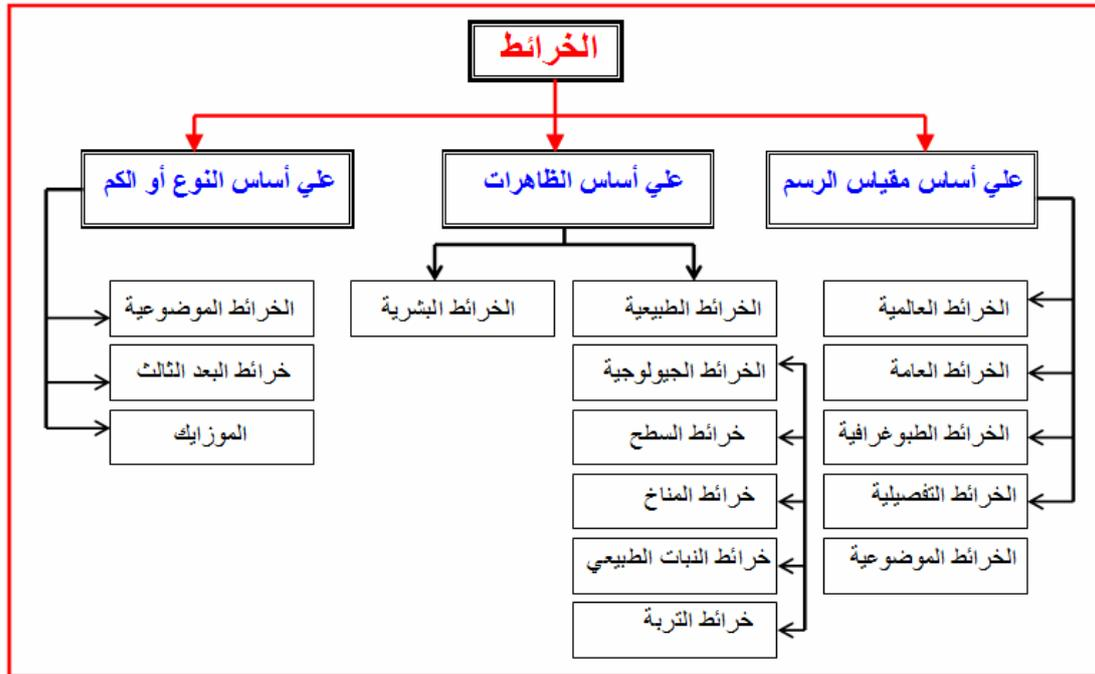 الخرائط
علي أساس مقياس الرسم
علي أساس الظاهرات
علي أساس النوع أو الكم
الخرائط العالمية
الخرائط العامة
الخرائط الطبوغرافية
الخرائط التفصيلية
الخرائط الموضوعية
الخرائط الطبيعية
الخرائط الجيولوجية
خرائط السطح
خرائط المناخ
خرائط النبات الطبيعي
خرائط التربة
الخرائط البشرية
الخرائط الموضوعية
خرائط البعد الثالث
الموزايك